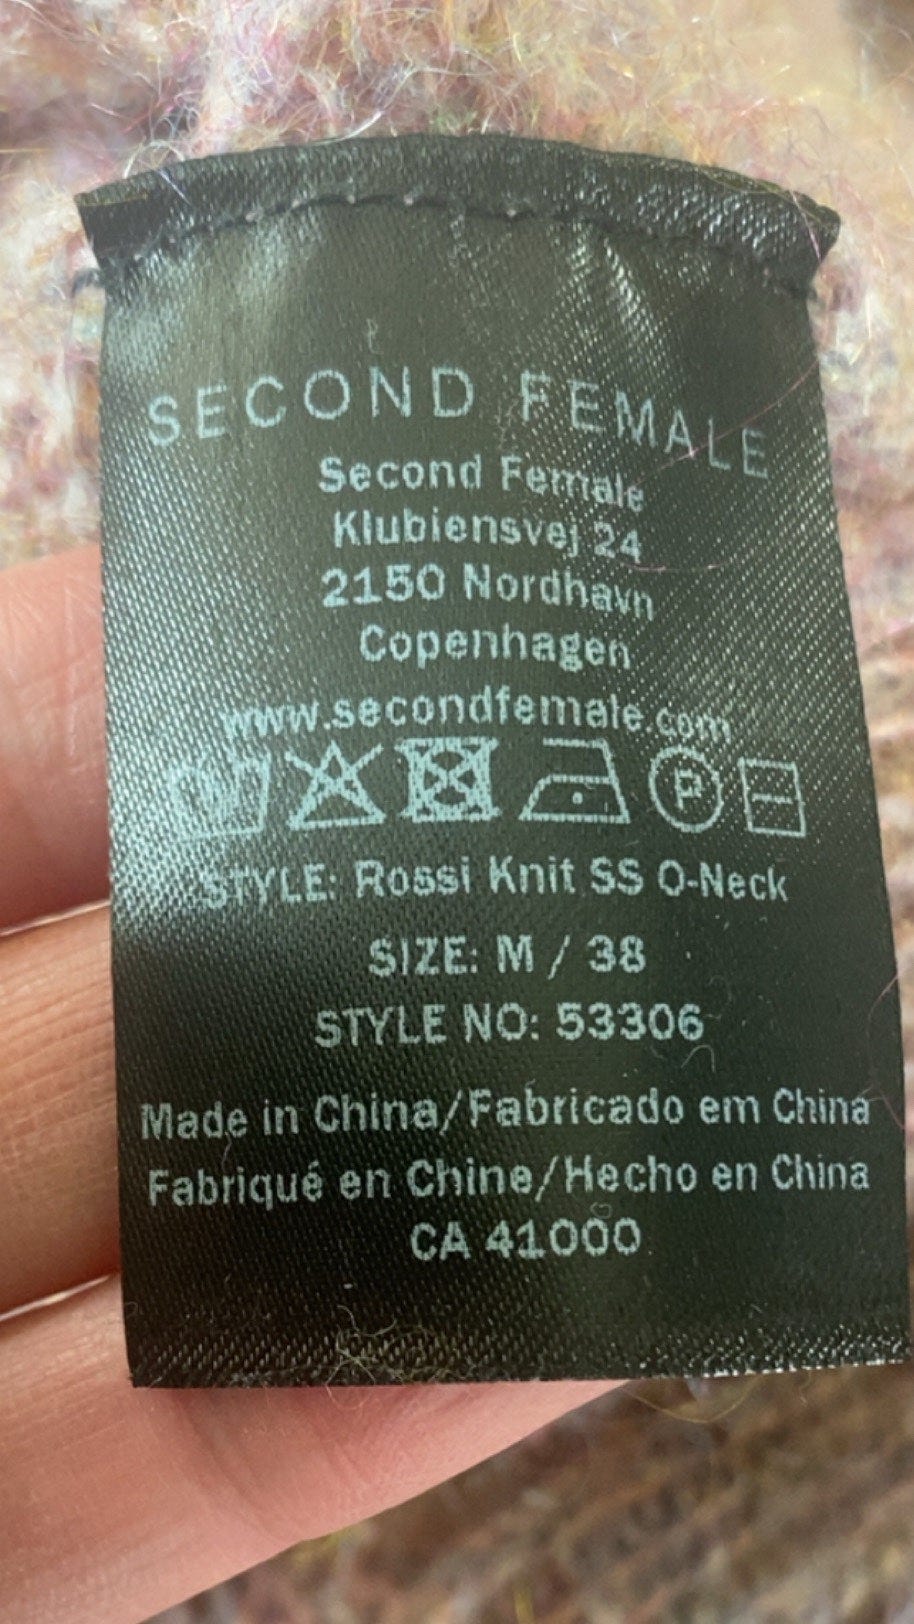 SECOND FEMALE
Second Female
Klubiensvej 24
2150 Nordhavn
Copenhagen
www.secondfemale.com
P
STYLE: Rossi Knit SS O-Neck
SIZE: M / 38
STYLE NO: 53306
Made in China/Fabricado em China
Fabriqué en Chine/Hecho en China
CA 41000